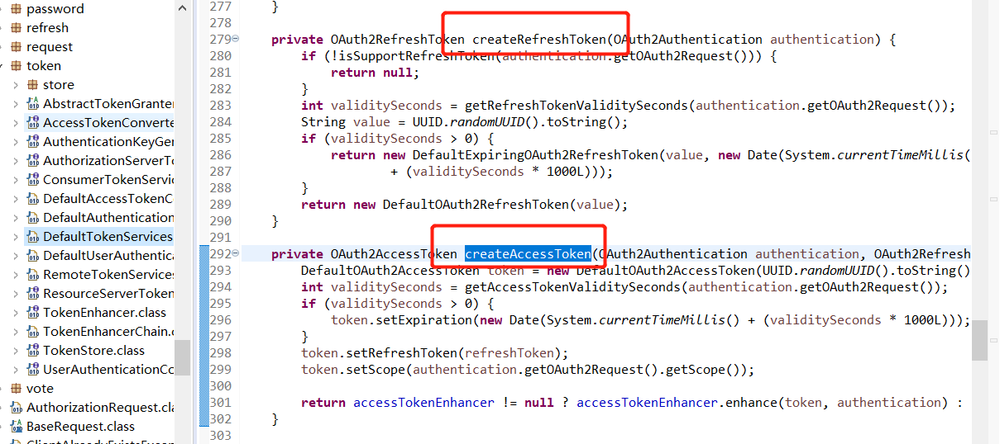 password
refresh
request
token
store
AbstractTokenGranter
AccessTokenConverte
AuthenticationKeyGer
AuthorizationServerTo
ConsumerTokenServic
DefaultAccessTokenC
DefaultAuthentication
DefaultTokenServices
DefaultUserAuthentica
RemoteTokenServices
ResourceServerToken
TokenEnhancer.class
TokenEnhancerChain.c
TokenStore.class
UserAuthenticationCo
vote
AuthorizationRequest.cla
BaseRequest.class
277 }
278
279 private OAuth2RefreshToken createRefreshToken(OAuth2Authentication authentication) {
280 if (!isSupportRefreshToken(authentication.getOAuth2Request())) {
281 return null;
282 }
283 int validitySeconds = getRefreshTokenValiditySeconds(authentication.getOAuth2Request());
284 String value = UUID.randomUUID().toString();
285 if (validitySeconds > 0) {
286 return new DefaultExpiringOAuth2RefreshToken(value, new Date(System.currentTimeMillis(
287 + (validitySeconds * 1000L)));
288 }
289 return new DefaultOAuth2RefreshToken(value);
290 }
291
292 private OAuth2AccessToken createAccessToken(OAuth2Authentication authentication, OAuth2Refresh
293 DefaultOAuth2AccessToken token = new DefaultOAuth2AccessToken(UUID.randomUUID().toString()
294 int validitySeconds = getAccessTokenValiditySeconds(authentication.getOAuth2Request());
295 if (validitySeconds > 0) {
296 token.setExpiration(new Date(System.currentTimeMillis() + (validitySeconds * 1000L)));
297 }
298 token.setRefreshToken(refreshToken);
299 token.setScope(authentication.getOAuth2Request().getScope());
300
301 return accessTokenEnhancer != null ? accessTokenEnhancer.enhance(token, authentication) :
302 }
303